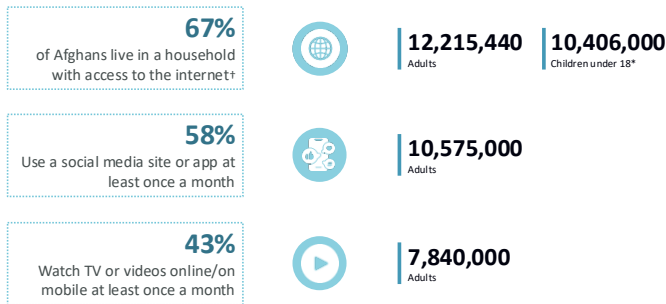 67%
of Afghans live in a household
with access to the internet†
12,215,440
Adults
10,406,000
Children under 18*
58%
Use a social media site or app at
least once a month
10,575,000
Adults
43%
Watch TV or videos online/on
mobile at least once a month
7,840,000
Adults